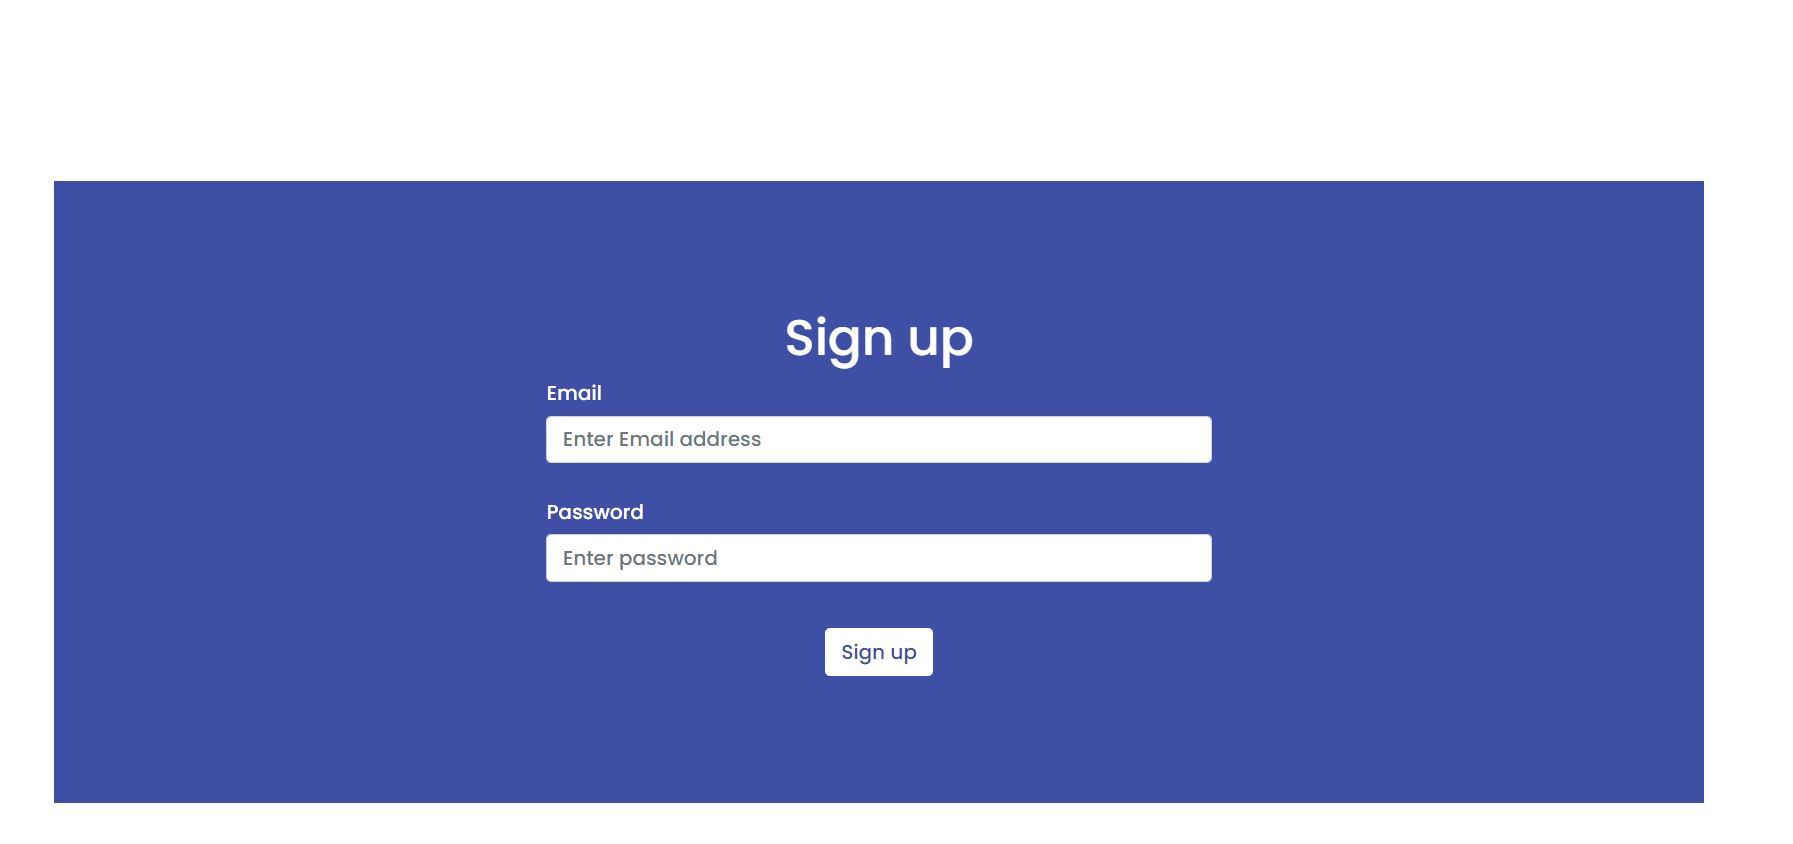 Sign up
Email
Enter Email address
Password
Enter password
Sign up